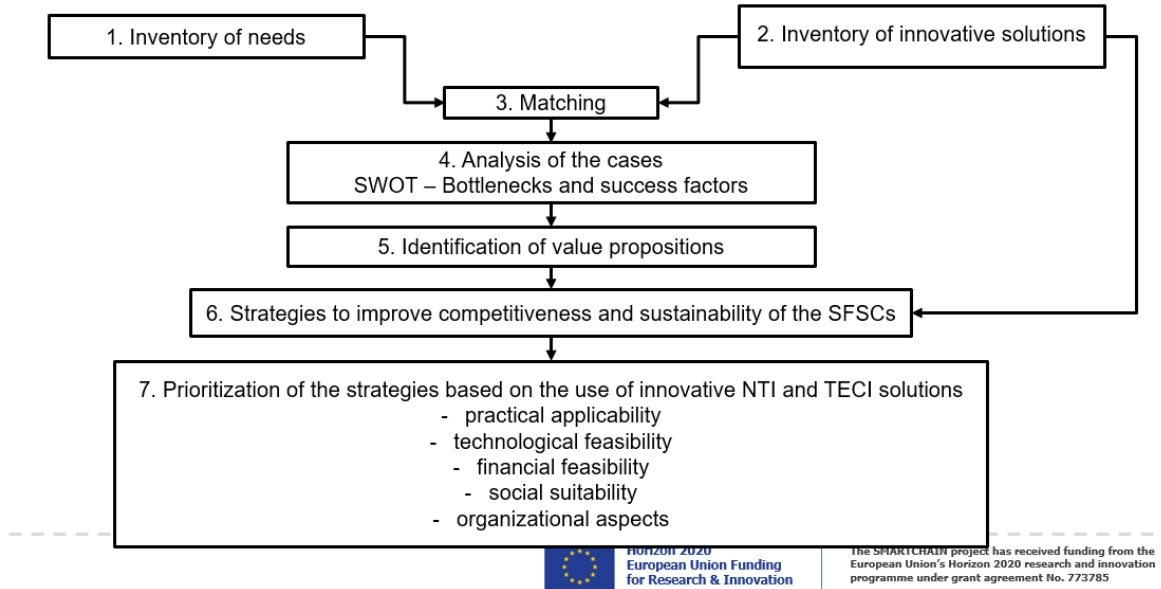 1. Inventory of needs
2. Inventory of innovative solutions
3. Matching
4. Analysis of the cases
SWOT – Bottlenecks and success factors
5. Identification of value propositions
6. Strategies to improve competitiveness and sustainability of the SFSCs
7. Prioritization of the strategies based on the use of innovative NTI and TECI solutions
- practical applicability
- technological feasibility
- financial feasibility
- social suitability
- organizational aspects
Horizon 2020
European Union Funding
for Research & Innovation
The SMARTCHAIN project has received funding from the
European Union's Horizon 2020 research and innovation
programme under grant agreement No. 773785